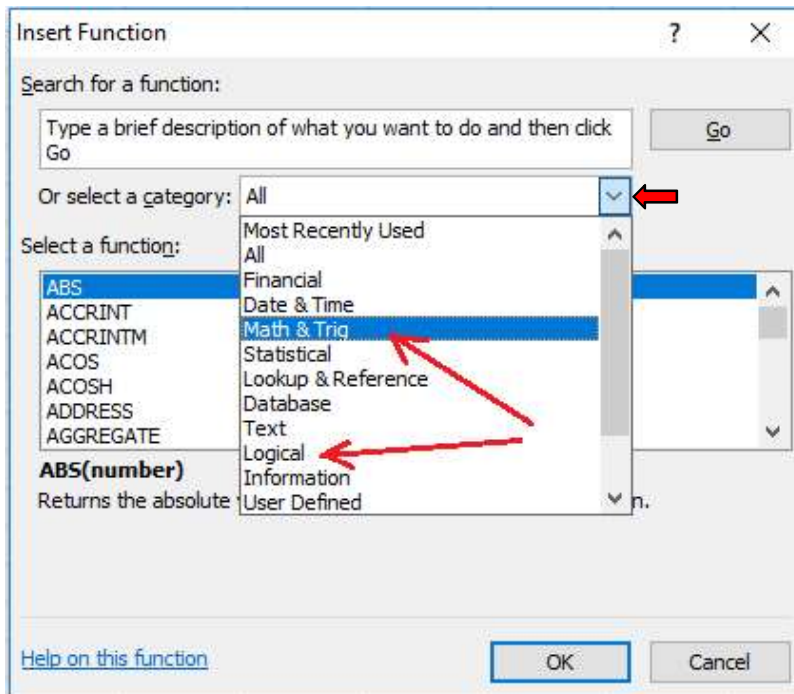 Insert Function
?
Search for a function:
Type a brief description of what you want to do and then click
Go
Go
Or select a category:
All
Most Recently Used
All
Financial
Date & Time
Math & Trig
Statistical
Lookup & Reference
Database
Text
Logical
Information
User Defined
Select a function:
ABS
ACCRINT
ACCRINTM
ACOS
ACOSH
ADDRESS
AGGREGATE
ABS(number)
Returns the absolute
n.
Help on this function
OK
Cancel